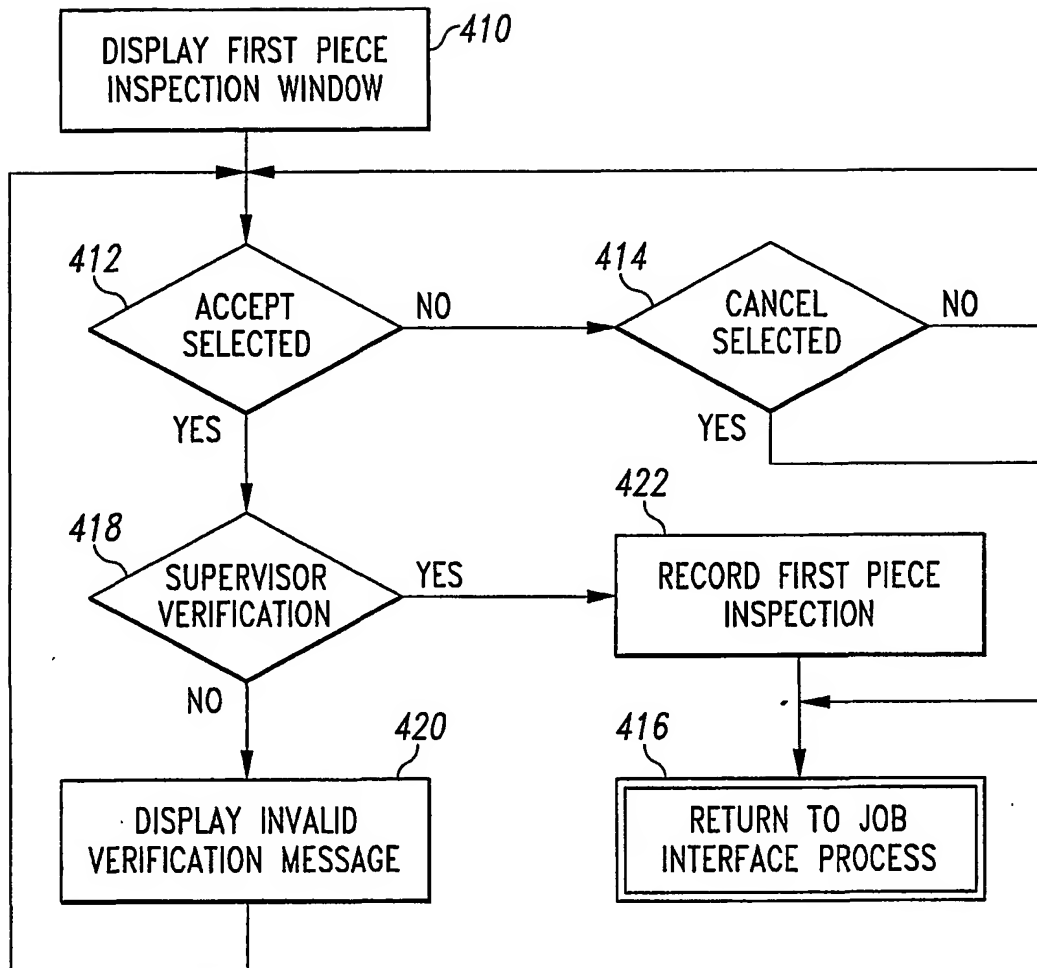 DISPLAY FIRST PIECE
INSPECTION WINDOW
410
412
ACCEPT
SELECTED
NO
YES
414
CANCEL
SELECTED
NO
YES
418
SUPERVISOR
VERIFICATION
YES
NO
422
RECORD FIRST PIECE
INSPECTION
420
DISPLAY INVALID
VERIFICATION MESSAGE
416
RETURN TO JOB
INTERFACE PROCESS